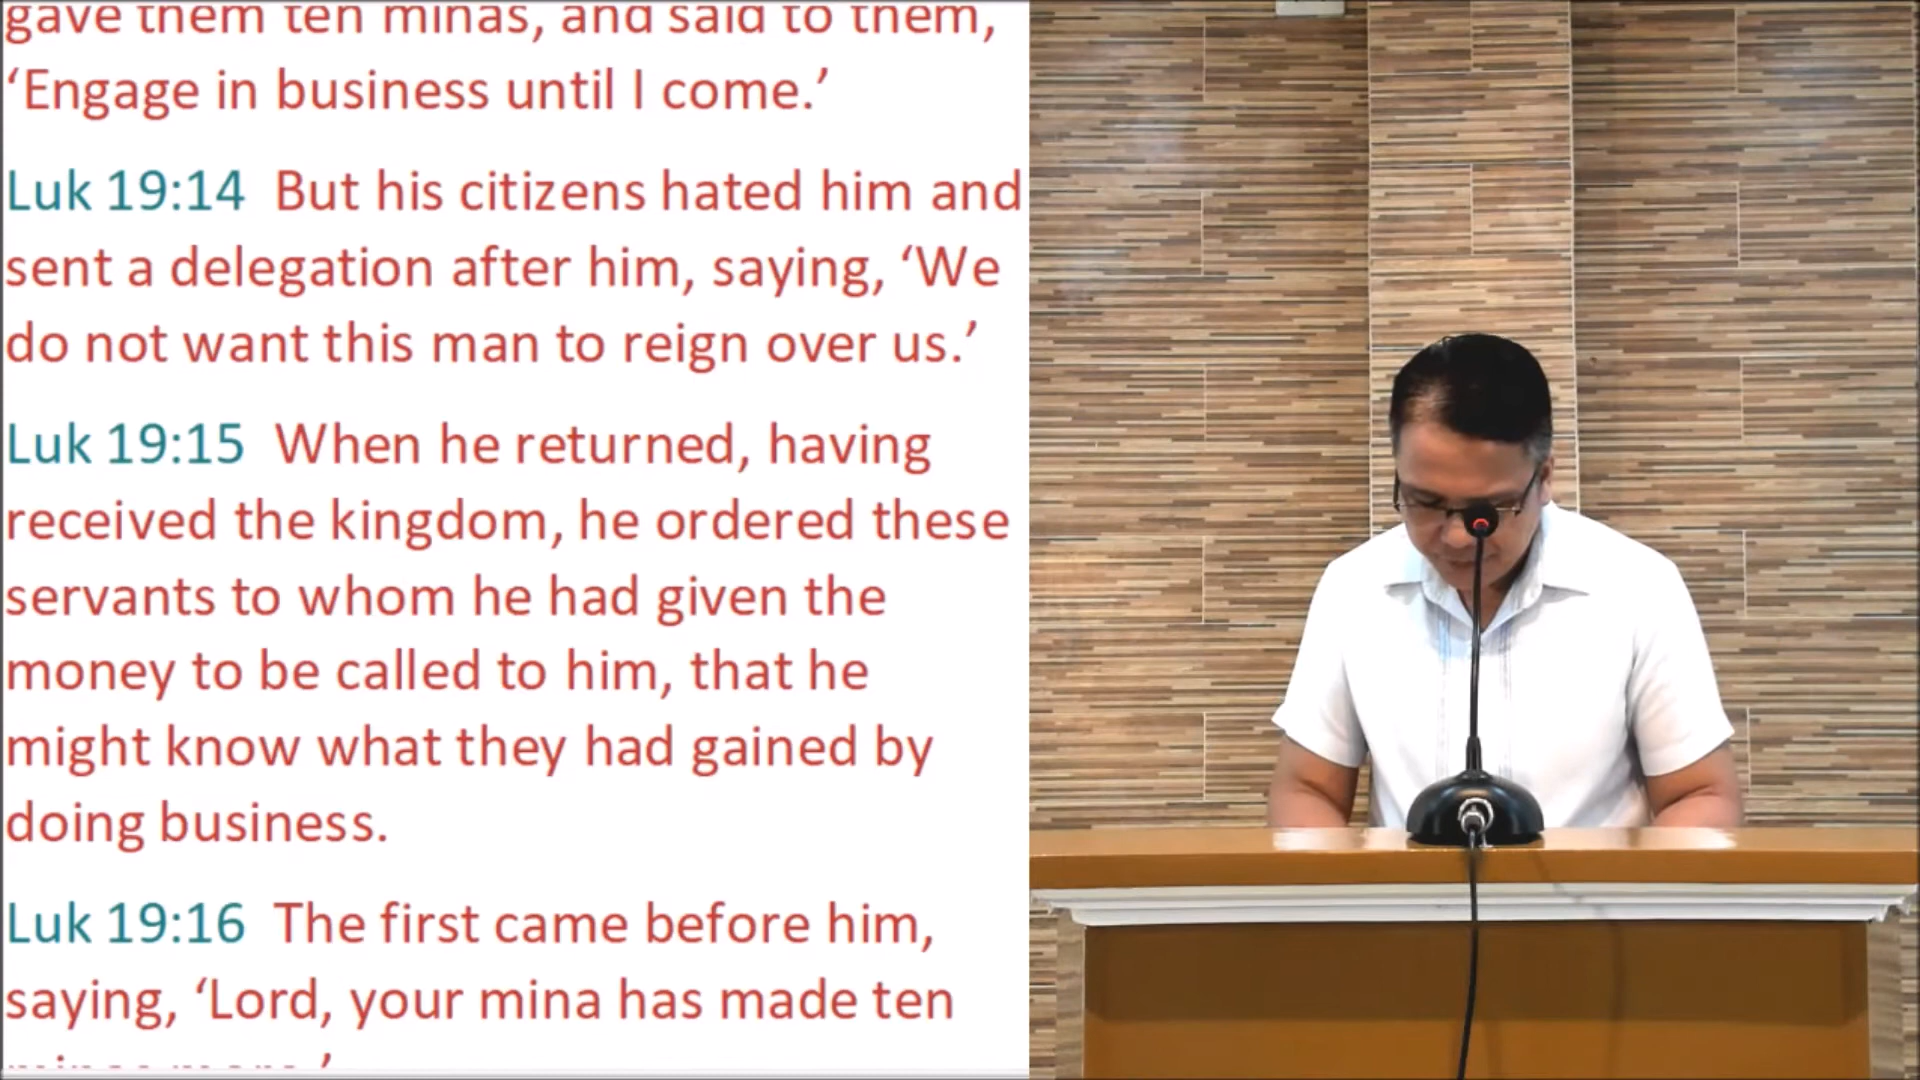 gave them ten minas, and said to them,
‘Engage in business until I come.’
Luk 19:14 But his citizens hated him and
sent a delegation after him, saying, ‘We
do not want this man to reign over us.’
Luk 19:15 When he returned, having
received the kingdom, he ordered these
servants to whom he had given the
money to be called to him, that he
might know what they had gained by
doing business.
Luk 19:16 The first came before him,
saying, ‘Lord, your mina has made ten